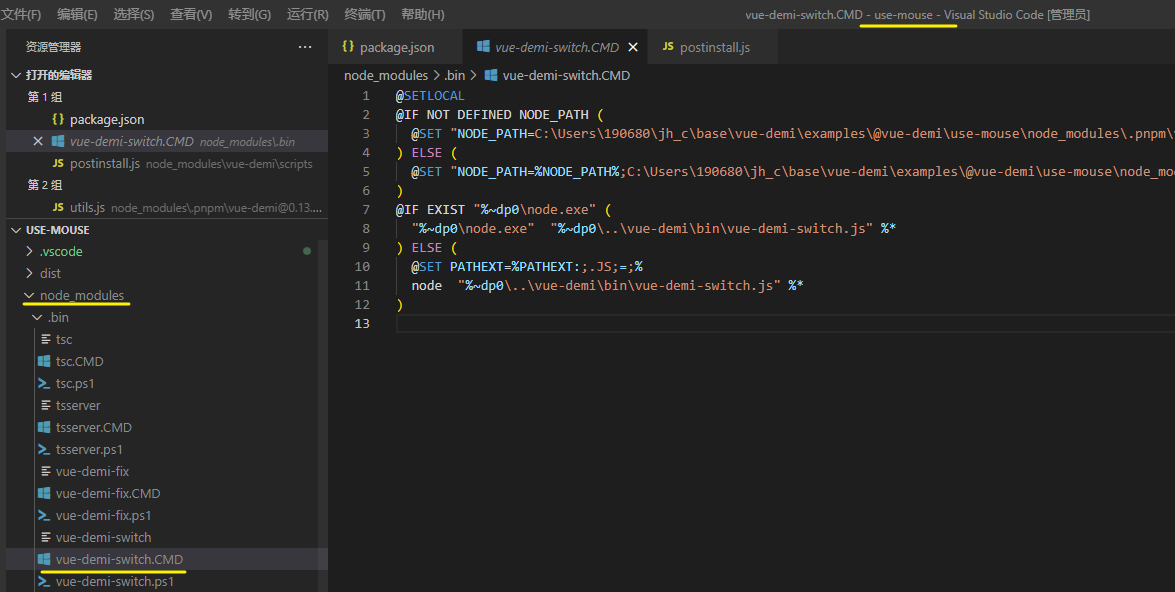 文件(F) 编辑(E) 选择(S) 查看(V) 转到(G) 运行(R) 终端(T) 帮助(H) vue-demi-switch.CMD - use-mouse - Visual Studio Code [管理员]
资源管理器 ···
打开的编辑器
第 1 组
{} package.json
vue-demi-switch.CMD node_modules\.bin
JS postinstall.js node_modules\vue-demi\scripts
第 2 组
JS utils.js node_modules\.pnpm\vue-demi@0.13....
USE-MOUSE
.vscode
dist
node_modules
.bin
tsc
tsc.CMD
tsc.ps1
tsserver
tsserver.CMD
tsserver.ps1
vue-demi-fix
vue-demi-fix.CMD
vue-demi-fix.ps1
vue-demi-switch
vue-demi-switch.CMD
vue-demi-switch.ps1
{} package.json vue-demi-switch.CMD JS postinstall.js
node_modules > .bin > vue-demi-switch.CMD
1 @SETLOCAL
2 @IF NOT DEFINED NODE_PATH (
3 @SET "NODE_PATH=C:\Users\190680\jh_c\base\vue-demi\examples\@vue-demi\use-mouse\node_modules\.pnpm\
4 ) ELSE (
5 @SET "NODE_PATH=%NODE_PATH%;C:\Users\190680\jh_c\base\vue-demi\examples\@vue-demi\use-mouse\node_mo
6 )
7 @IF EXIST "%~dp0\node.exe" (
8 "%~dp0\node.exe" "%~dp0\..\vue-demi\bin\vue-demi-switch.js" %*
9 ) ELSE (
10 @SET PATHEXT=%PATHEXT:;.JS;=;%
11 node "%~dp0\..\vue-demi\bin\vue-demi-switch.js" %*
12 )
13